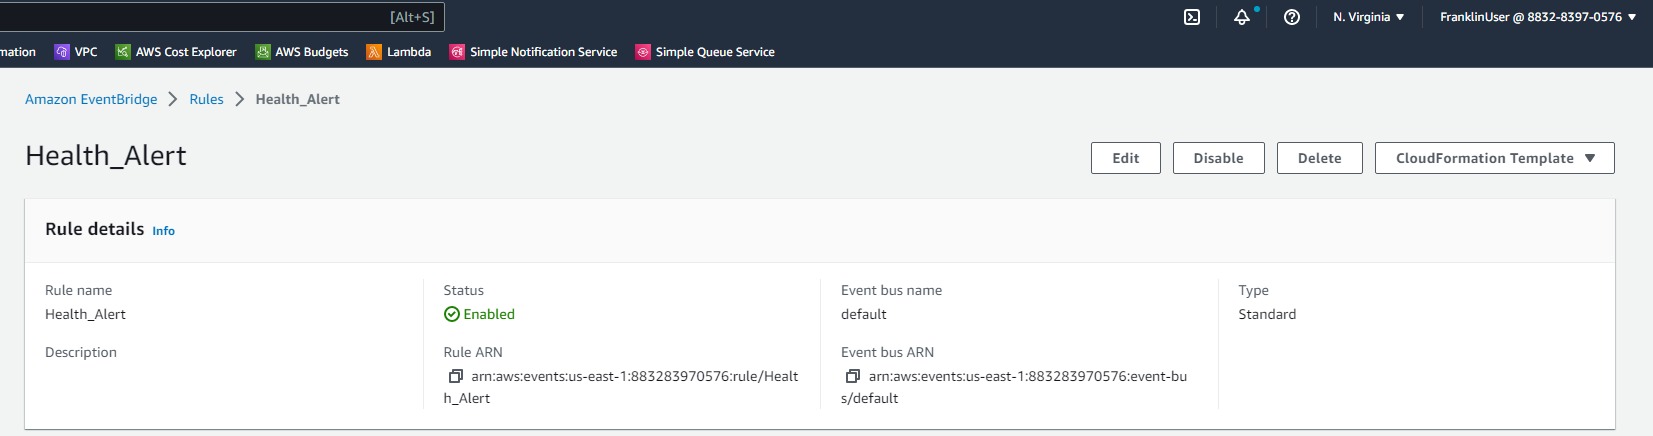 [Alt+S]
N. Virginia
FranklinUser @ 8832-8397-0576
mation
VPC
AWS Cost Explorer
AWS Budgets
Lambda
Simple Notification Service
Simple Queue Service
Amazon EventBridge
Rules
Health_Alert
Health_Alert
Edit
Disable
Delete
CloudFormation Template
Rule details Info
Rule name
Health_Alert
Description
Status
Enabled
Rule ARN
arn:aws:events:us-east-1:883283970576:rule/Healt
h_Alert
Event bus name
default
Event bus ARN
arn:aws:events:us-east-1:883283970576:event-bu
s/default
Type
Standard